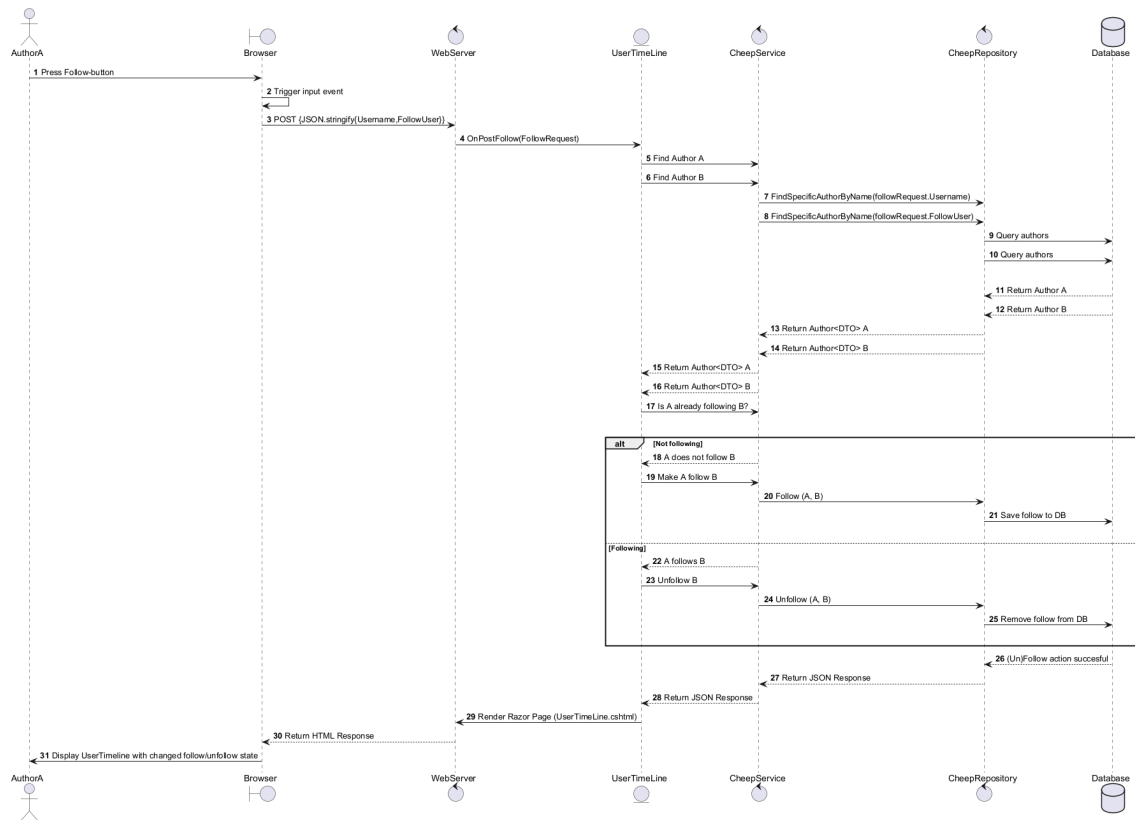 AuthorA
Browser
WebServer
UserTimeLine
CheepService
CheepRepository
Database
1 Press Follow-button
2 Trigger input event
3 POST {JSON.stringify{Username,FollowUser}}
4 OnPostFollow(FollowRequest)
5 Find Author A
6 Find Author B
7 FindSpecificAuthorByName(followRequest.Username)
8 FindSpecificAuthorByName(followRequest.FollowUser)
9 Query authors
10 Query authors
11 Return Author A
12 Return Author B
13 Return Author<DTO> A
14 Return Author<DTO> B
15 Return Author<DTO> A
16 Return Author<DTO> B
17 Is A already following B?
alt [Not following]
18 A does not follow B
19 Make A follow B
20 Follow (A, B)
21 Save follow to DB
[Following]
22 A follows B
23 Unfollow B
24 Unfollow (A, B)
25 Remove follow from DB
26 (Un)Follow action succesful
27 Return JSON Response
28 Return JSON Response
29 Render Razor Page (UserTimeLine.cshtml)
30 Return HTML Response
31 Display UserTimeline with changed follow/unfollow state
AuthorA
Browser
WebServer
UserTimeLine
CheepService
CheepRepository
Database